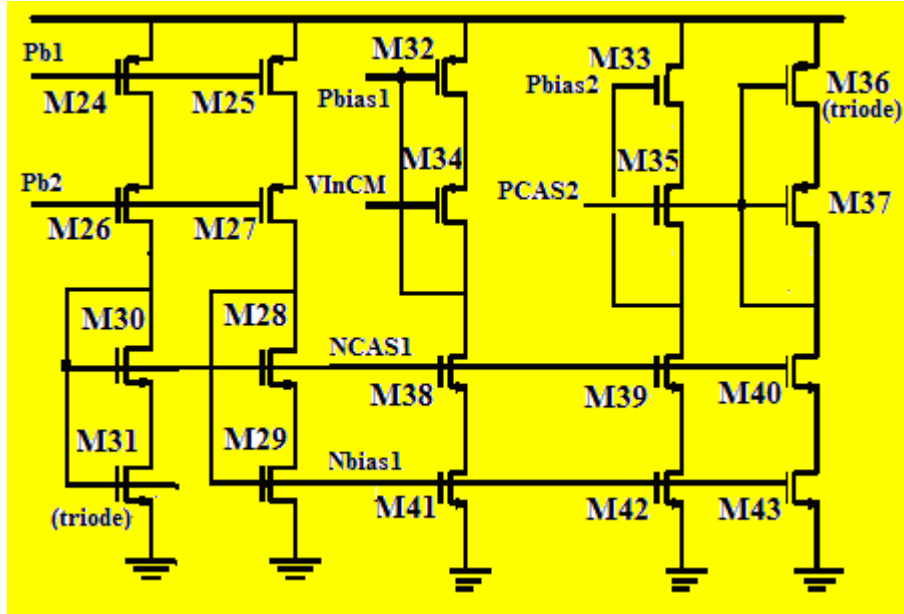 Pb1
M24
M25
M32
Pbias1
M33
Pbias2
M36
(triode)
Pb2
M26
M27
M34
VInCM
M35
PCAS2
M37
M30
M28
NCAS1
M38
M39
M40
M31
(triode)
M29
Nbias1
M41
M42
M43